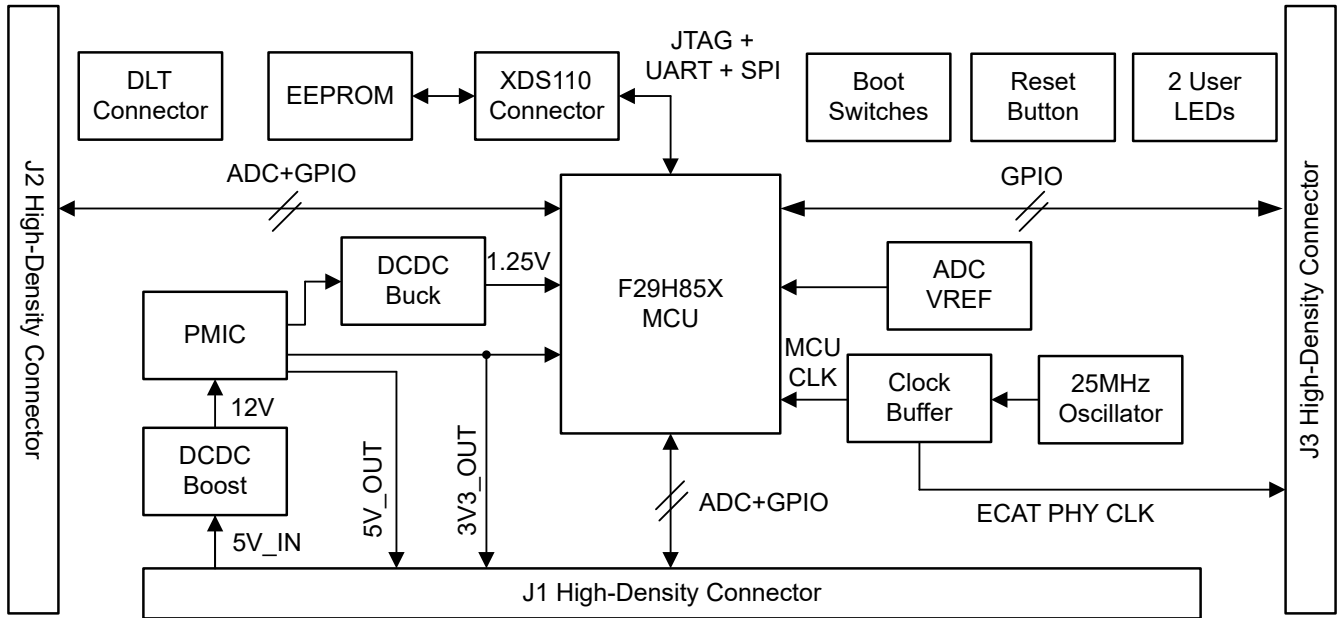 DLT
Connector
EEPROM
XDS110
Connector
JTAG +
UART + SPI
Boot
Switches
Reset
Button
2 User
LEDs
J2 High-Density Connector
ADC+GPIO
GPIO
J3 High-Density Connector
DCDC
Buck
1.25V
F29H85X
MCU
ADC
VREF
PMIC
MCU
CLK
Clock
Buffer
25MHz
Oscillator
12V
DCDC
Boost
5V_OUT
3V3_OUT
ADC+GPIO
ECAT PHY CLK
5V_IN
J1 High-Density Connector